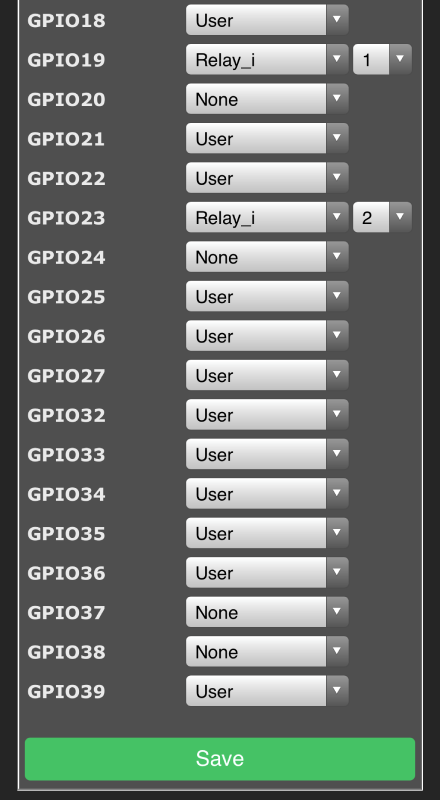 GPIO18 User
GPIO19 Relay_i 1
GPIO20 None
GPIO21 User
GPIO22 User
GPIO23 Relay_i 2
GPIO24 None
GPIO25 User
GPIO26 User
GPIO27 User
GPIO32 User
GPIO33 User
GPIO34 User
GPIO35 User
GPIO36 User
GPIO37 None
GPIO38 None
GPIO39 User
Save